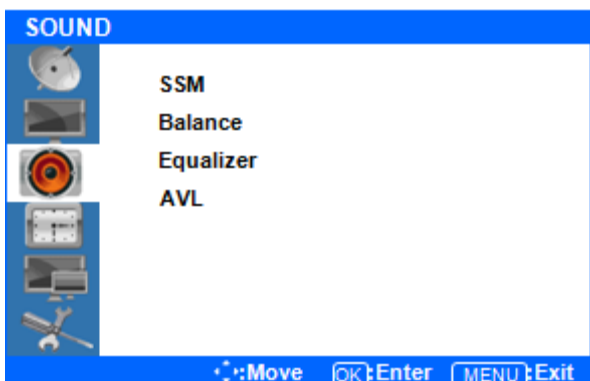 SOUND
SSM
Balance
Equalizer
AVL
:Move OK:Enter MENU:Exit